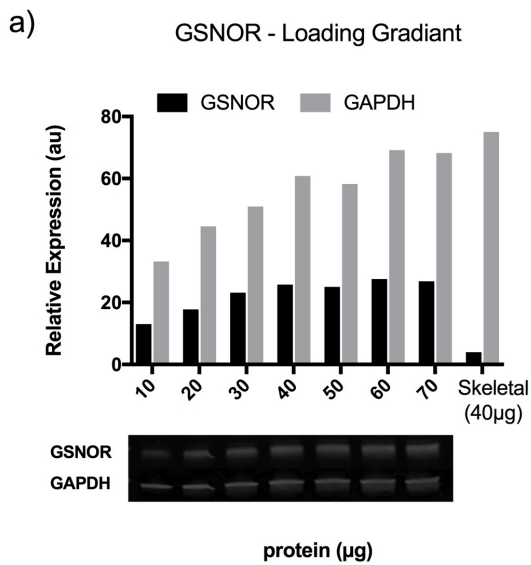 a)
GSNOR - Loading Gradiant
GSNOR GAPDH
Relative Expression (au)
80
60
40
20
0
10 20 30 40 50 60 70 Skeletal
(40µg)
GSNOR
GAPDH
protein (µg)